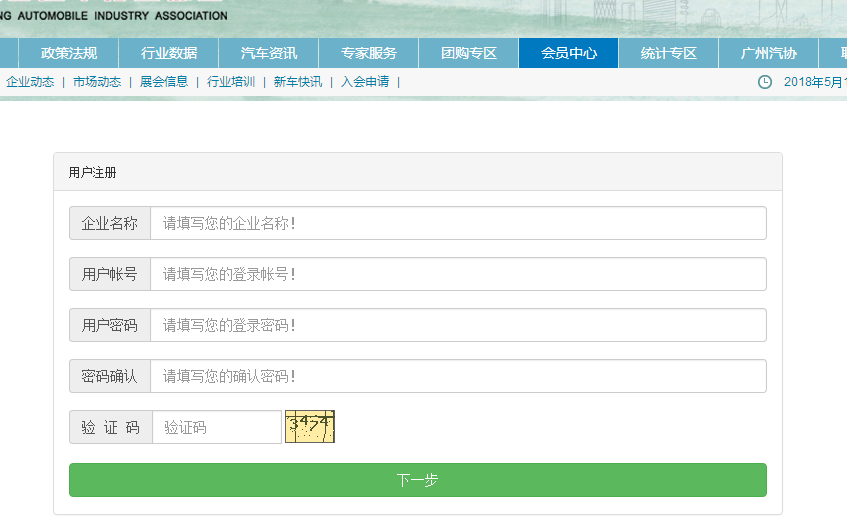 NG AUTOMOBILE INDUSTRY ASSOCIATION
政策法规 行业数据 汽车资讯 专家服务 团购专区 会员中心 统计专区 广州汽协
企业动态 | 市场动态 | 展会信息 | 行业培训 | 新车快讯 | 入会申请 | 2018年5月
用户注册
企业名称 请填写您的企业名称!
用户帐号 请填写您的登录帐号!
用户密码 请填写您的登录密码!
密码确认 请填写您的确认密码!
验 证 码 验证码 3474
下一步